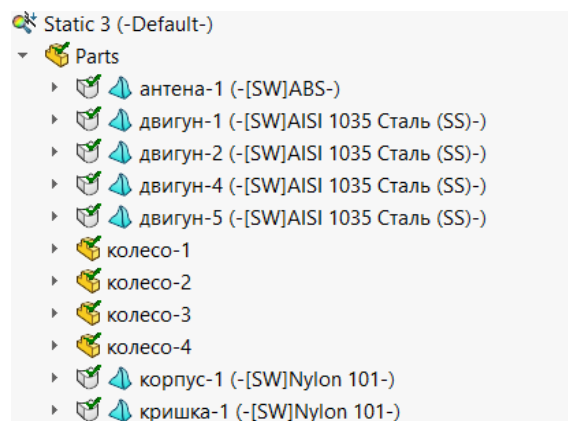 Static 3 (-Default-)
Parts
антена-1 (-[SW]ABS-)
двигун-1 (-[SW]AISI 1035 Сталь (SS)-)
двигун-2 (-[SW]AISI 1035 Сталь (SS)-)
двигун-4 (-[SW]AISI 1035 Сталь (SS)-)
двигун-5 (-[SW]AISI 1035 Сталь (SS)-)
колесо-1
колесо-2
колесо-3
колесо-4
корпус-1 (-[SW]Nylon 101-)
кришка-1 (-[SW]Nylon 101-)